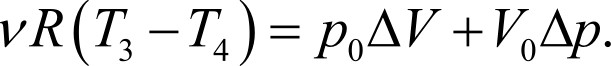 νR(T₃ − T₄) = p₀ΔV + V₀Δp.